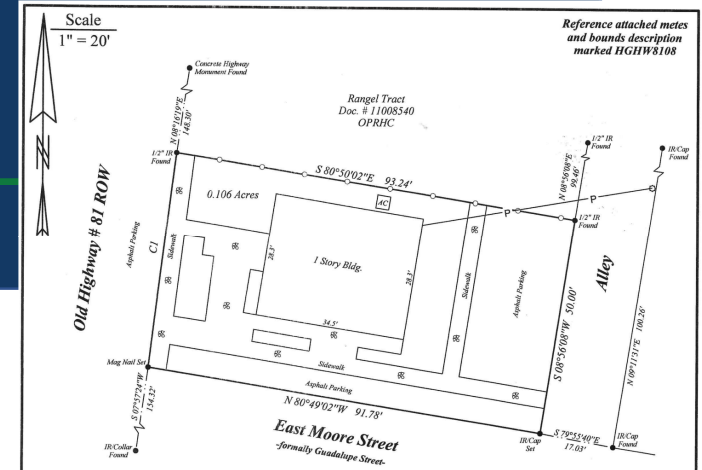 Scale
1" = 20'
Reference attached metes
and bounds description
marked HGHW8108
N
Concrete Highway
Monument Found
Rangel Tract
Doc. # 11008540
OPRHC
N 08°16'19"E
148.30'
1/2" IR
Found
1/2" IR
Found
IR/Cap
Found
N 08°56'08"E
99.46'
S 80°50'02"E 93.24'
P
P
0.106 Acres
AC
1/2" IR
Found
Old Highway # 81 ROW
Asphalt Parking
C1
Sidewalk
28.3'
1 Story Bldg.
28.3'
Sidewalk
Asphalt Parking
S 08°56'08"W 50.00'
Alley
N 09°11'31"E 100.26'
34.5'
Mag Nail Set
Sidewalk
Asphalt Parking
S 07°57'24"W
154.32'
N 80°49'02"W 91.78'
East Moore Street
-formally Guadalupe Street-
IR/Collar
Found
IR/Cap
Set
S 79°55'40"E
17.03'
IR/Cap
Found